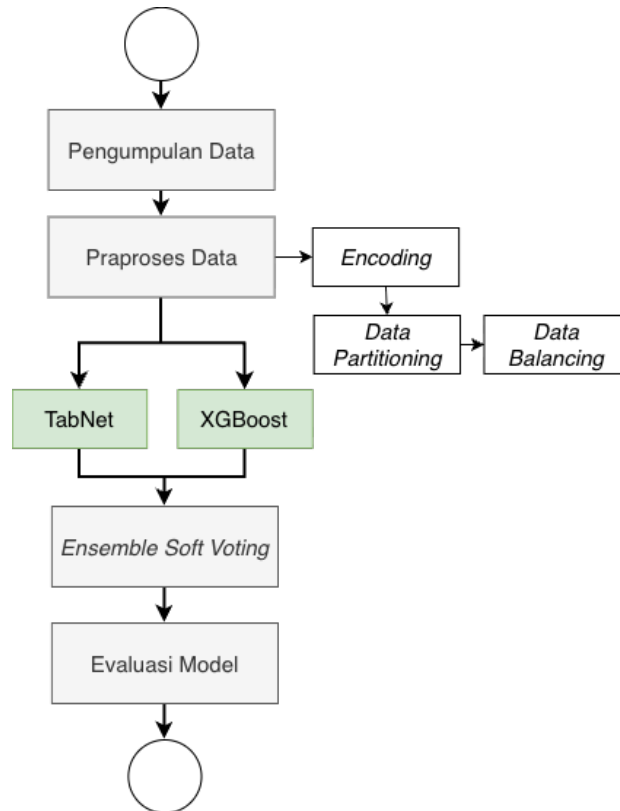 Pengumpulan Data
Praproses Data
Encoding
Data
Partitioning
Data
Balancing
TabNet
XGBoost
Ensemble Soft Voting
Evaluasi Model